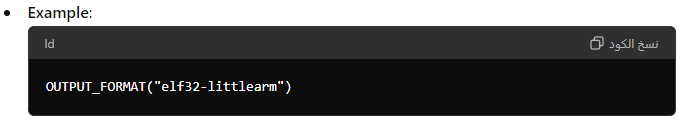 Example:
ld نسخ الكود
OUTPUT_FORMAT("elf32-littlearm")